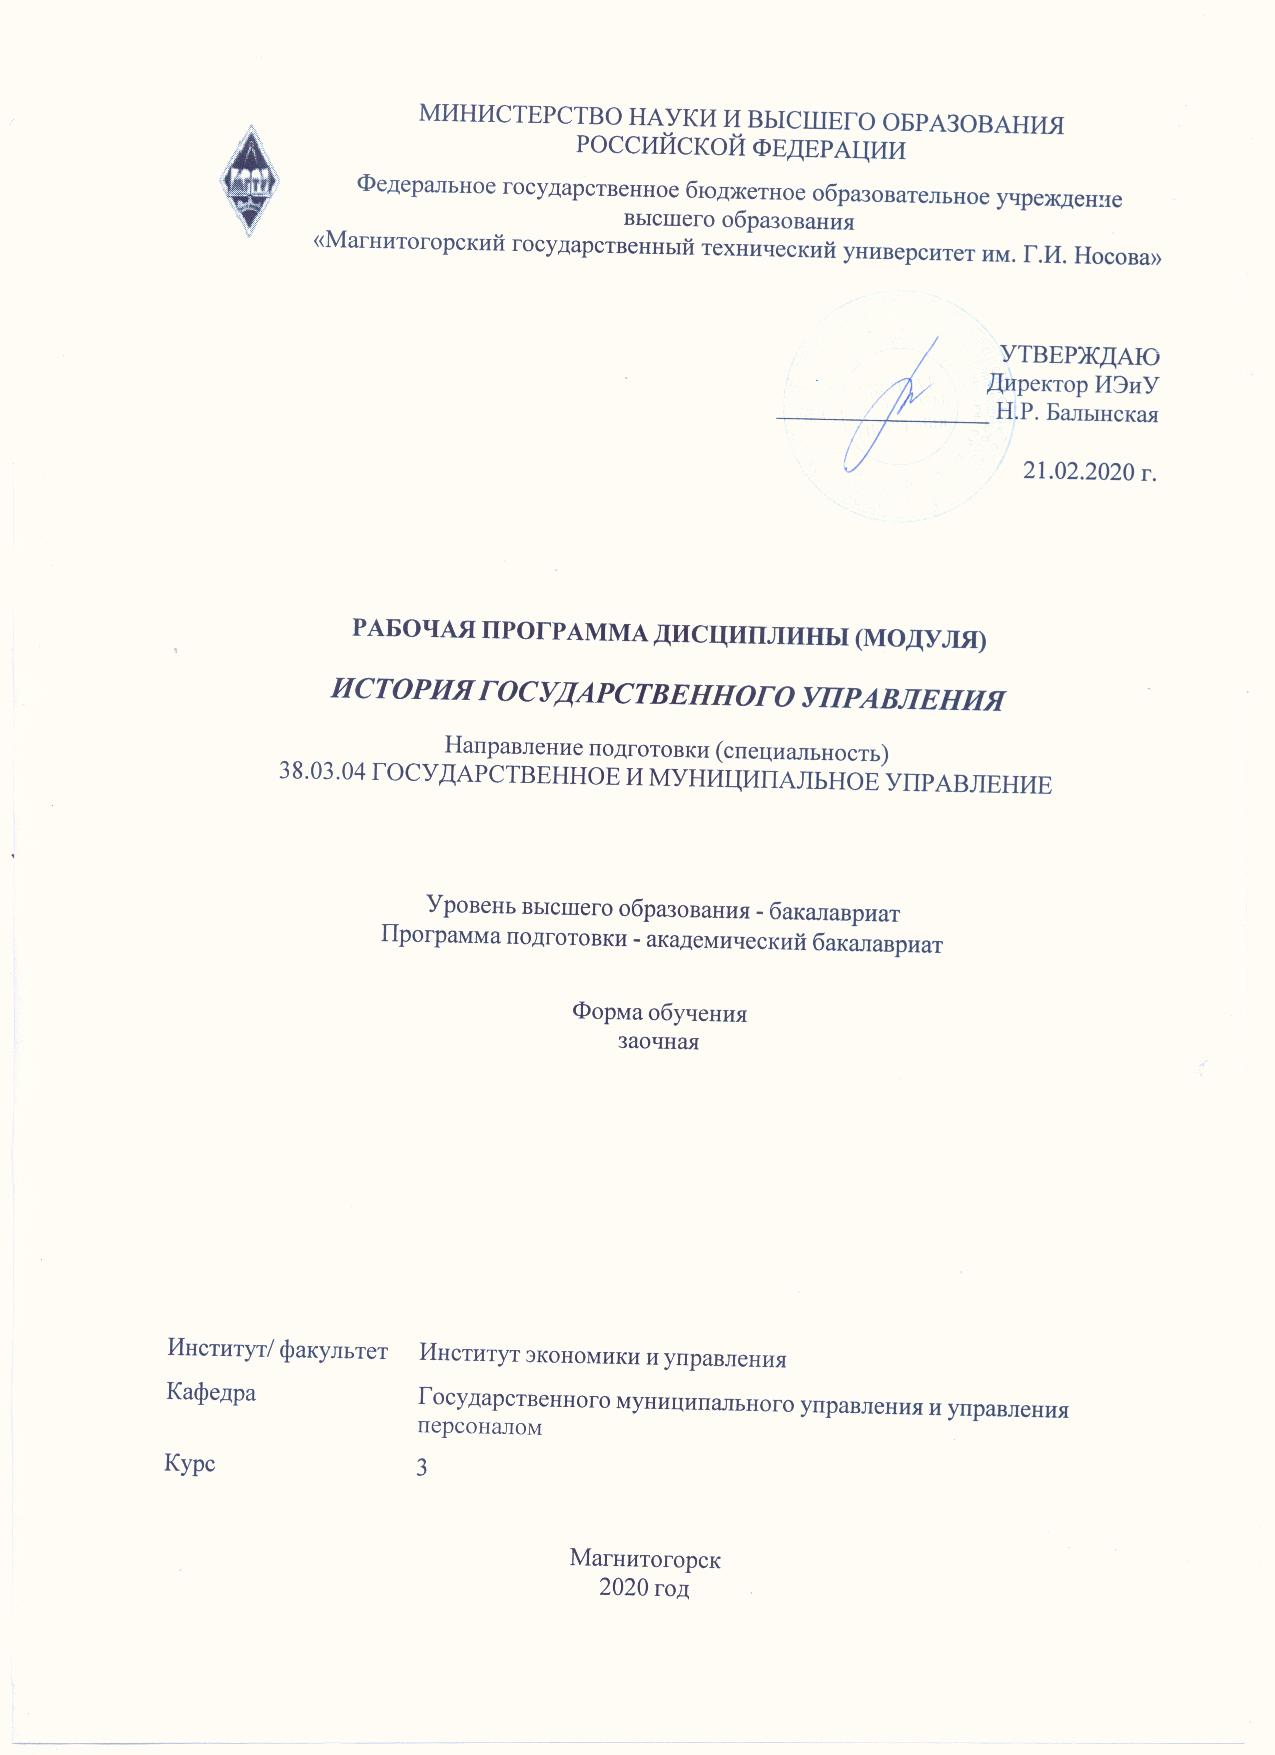 МИНИСТЕРСТВО НАУКИ И ВЫСШЕГО ОБРАЗОВАНИЯ
РОССИЙСКОЙ ФЕДЕРАЦИИ
Федеральное государственное бюджетное образовательное учреждение
высшего образования
«Магнитогорский государственный технический университет им. Г.И. Носова»
УТВЕРЖДАЮ
Директор ИЭиУ
Н.Р. Балынская
21.02.2020 г.
РАБОЧАЯ ПРОГРАММА ДИСЦИПЛИНЫ (МОДУЛЯ)
ИСТОРИЯ ГОСУДАРСТВЕННОГО УПРАВЛЕНИЯ
Направление подготовки (специальность)
38.03.04 ГОСУДАРСТВЕННОЕ И МУНИЦИПАЛЬНОЕ УПРАВЛЕНИЕ
Уровень высшего образования - бакалавриат
Программа подготовки - академический бакалавриат
Форма обучения
заочная
Институт/ факультет Институт экономики и управления
Кафедра Государственного муниципального управления и управления
персоналом
Курс 3
Магнитогорск
2020 год